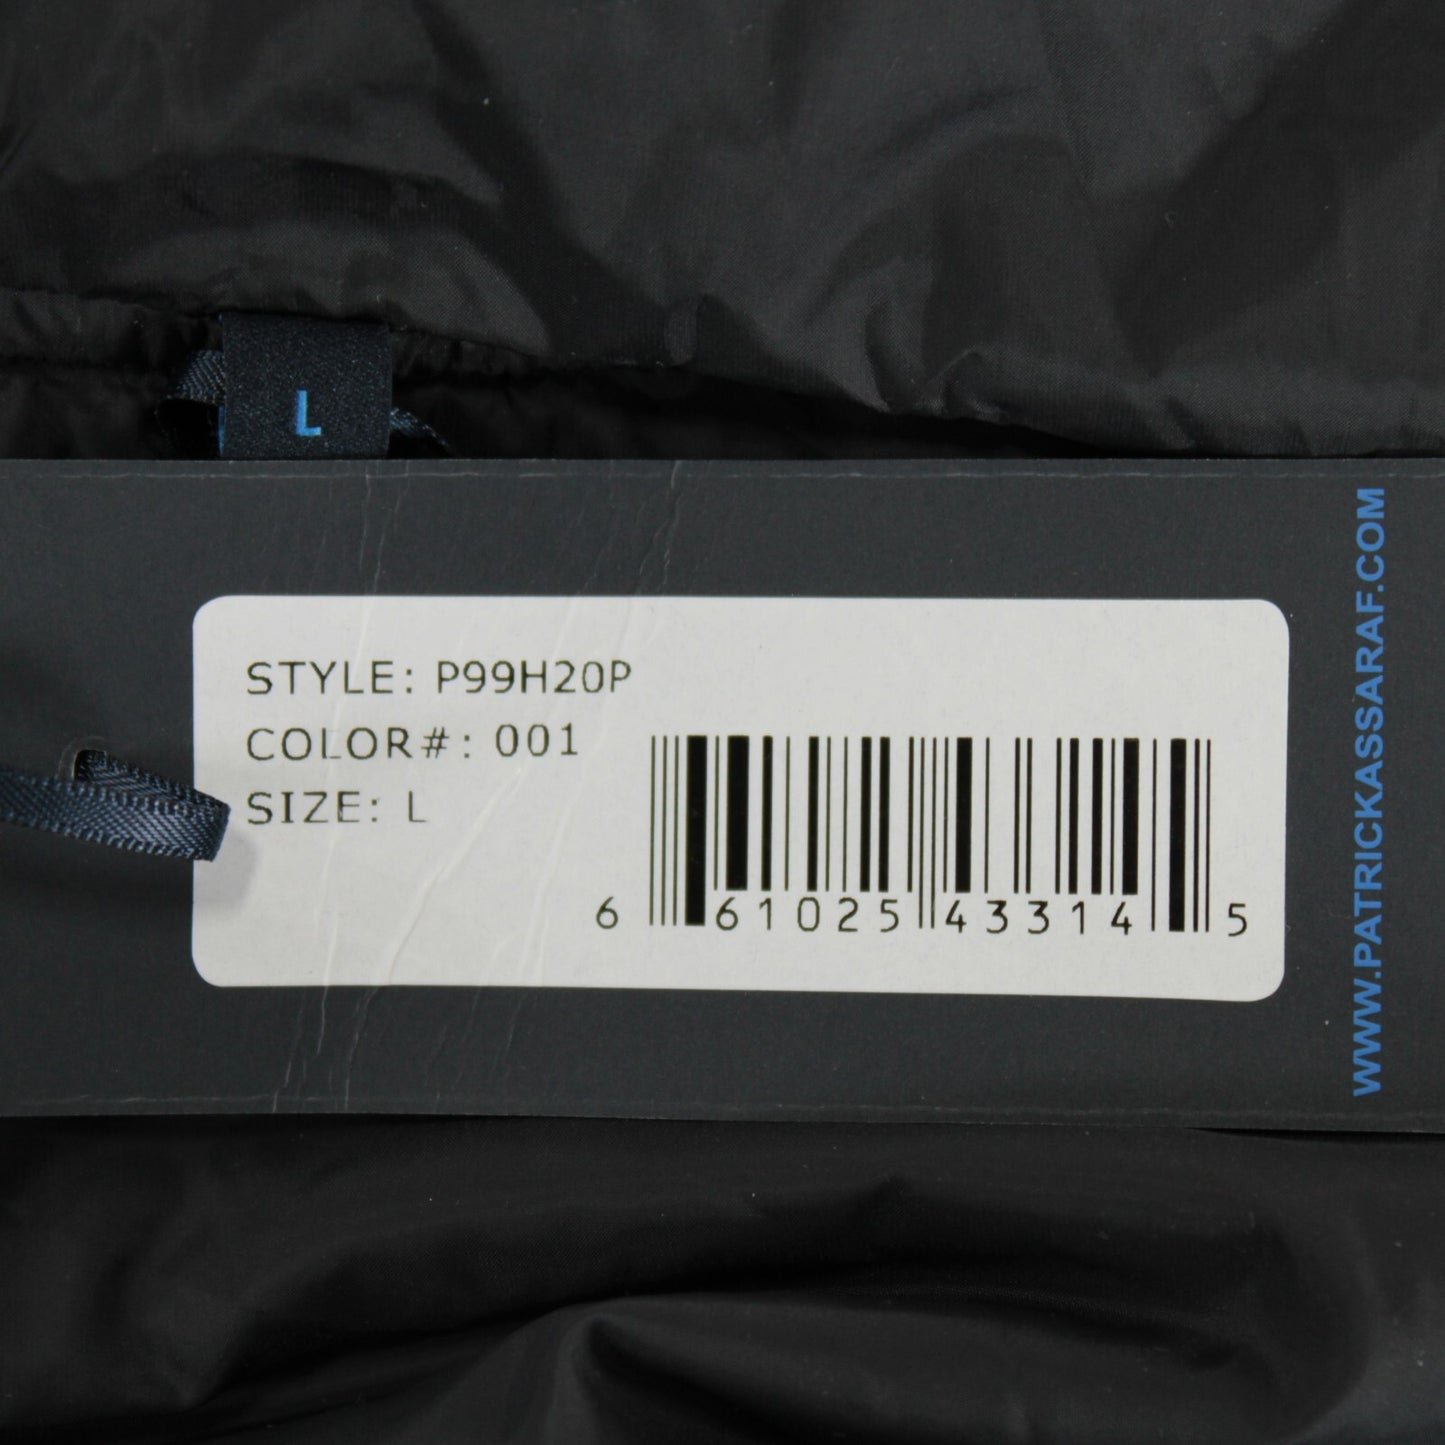 L
STYLE: P99H20P
COLOR#: 001
SIZE: L
6 61025 43314 5
WWW.PATRICKASSARAF.COM